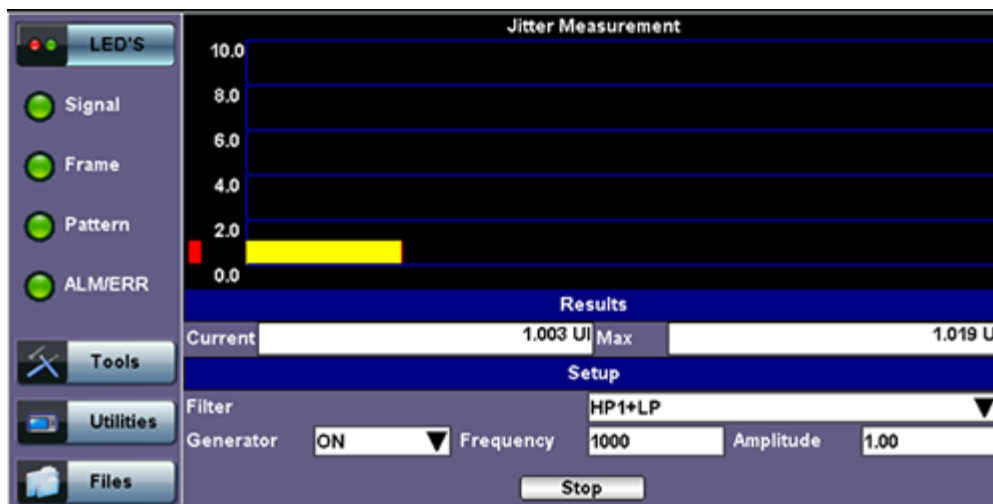 LED'S
Signal
Frame
Pattern
ALM/ERR
Tools
Utilities
Files
Jitter Measurement
10.0
8.0
6.0
4.0
2.0
0.0
Results
Current 1.003 UI Max 1.019 U
Setup
Filter HP1+LP
Generator ON Frequency 1000 Amplitude 1.00
Stop